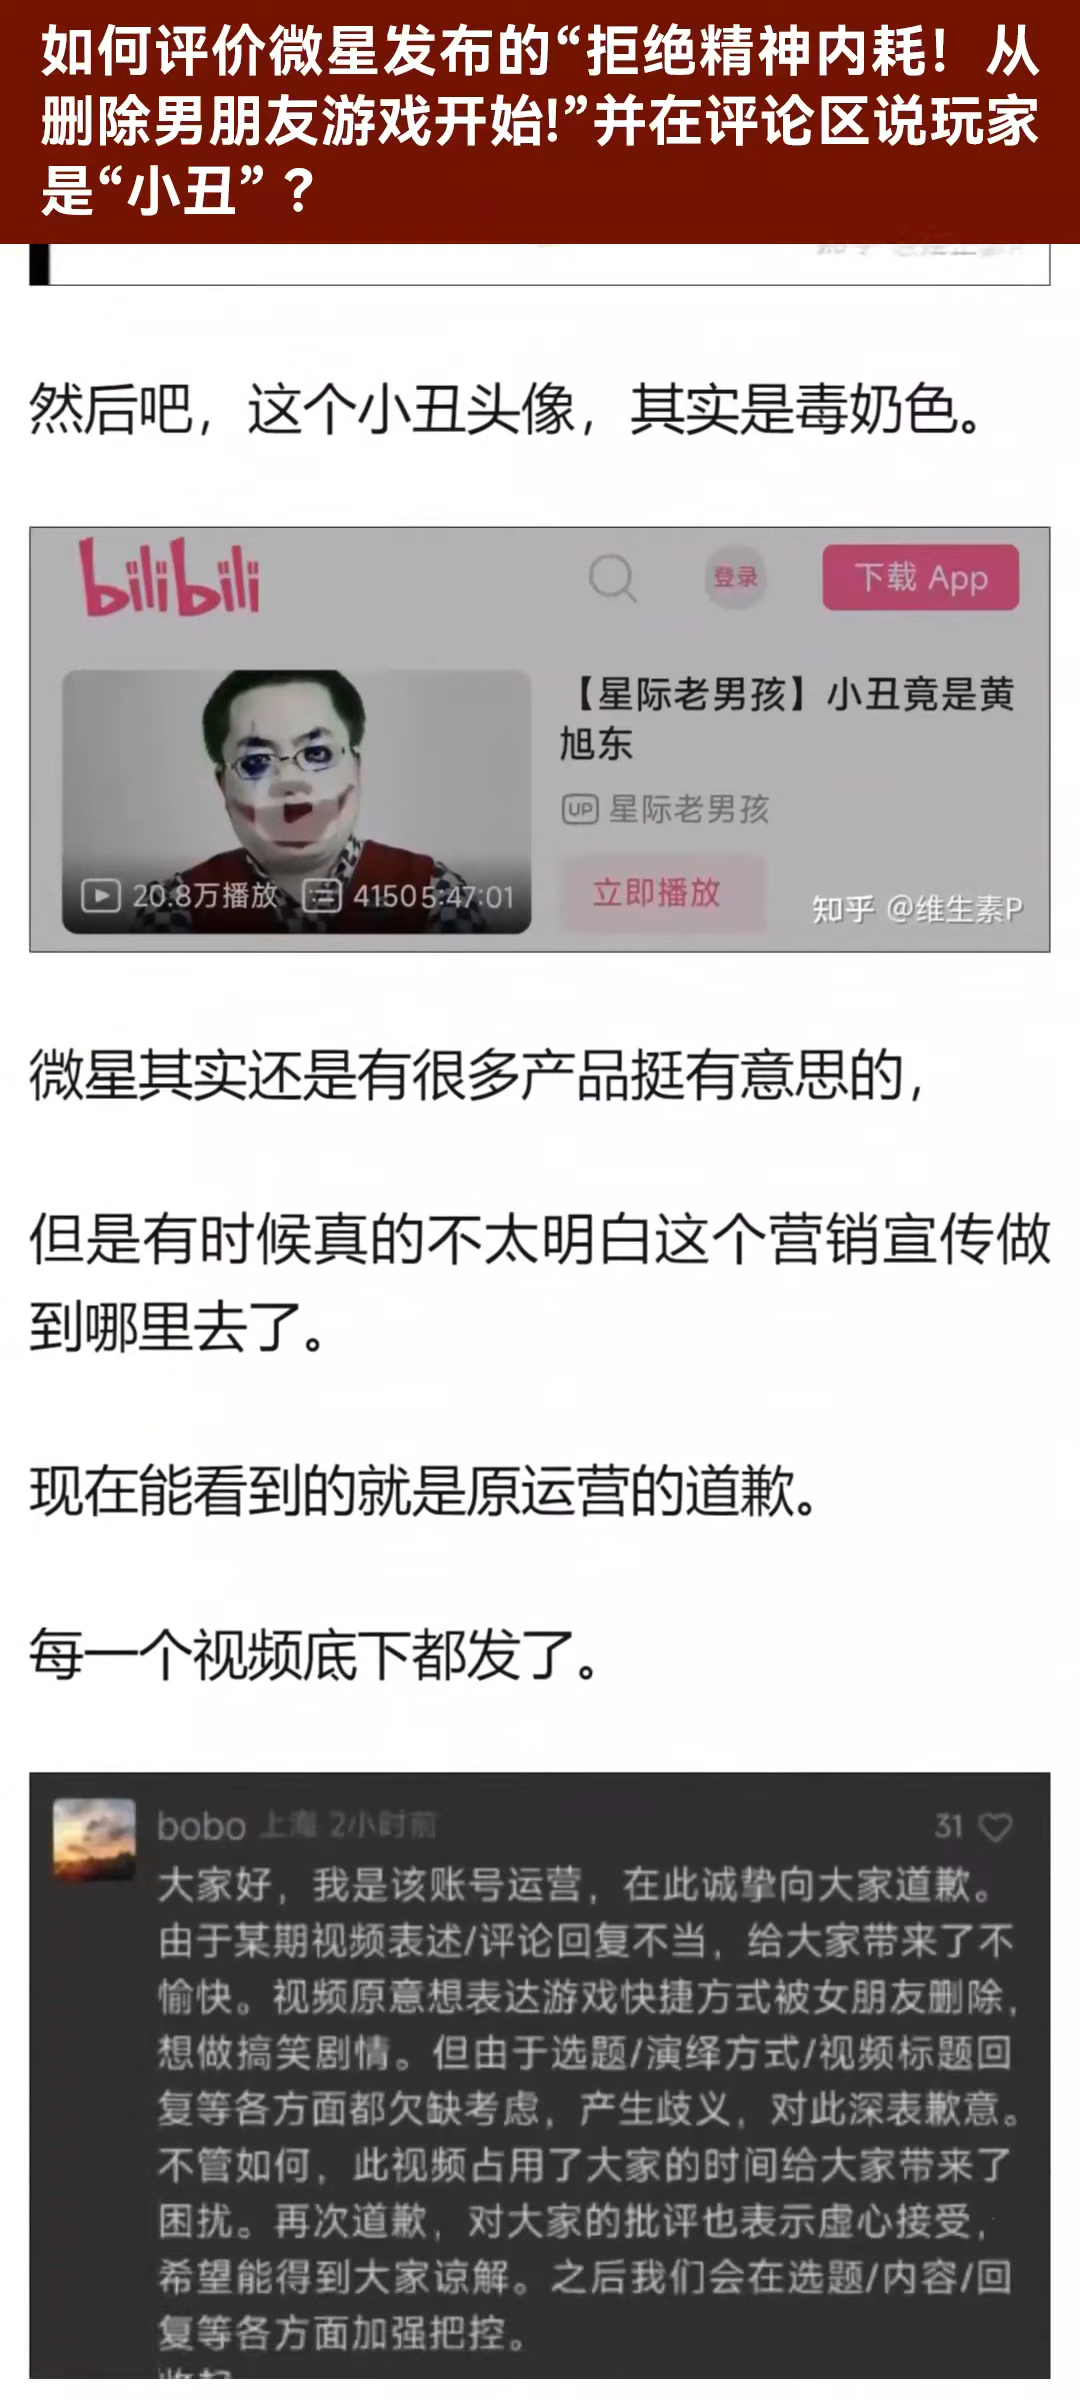 如何评价微星发布的“拒绝精神内耗！从
删除男朋友游戏开始!”并在评论区说玩家
是“小丑”？
然后吧，这个小丑头像，其实是毒奶色。
bilibili
登录
下载 App
【星际老男孩】小丑竟是黄
旭东
UP 星际老男孩
20.8万播放
4150
5:47:01
立即播放
知乎 @维生素P
微星其实还是有很多产品挺有意思的，
但是有时候真的不太明白这个营销宣传做
到哪里去了。
现在能看到的就是原运营的道歉。
每一个视频底下都发了。
bobo 上海 2小时前
31
大家好，我是该账号运营，在此诚挚向大家道歉。
由于某期视频表述/评论回复不当，给大家带来了不
愉快。视频原意想表达游戏快捷方式被女朋友删除，
想做搞笑剧情。但由于选题/演绎方式/视频标题回
复等各方面都欠缺考虑，产生歧义，对此深表歉意。
不管如何，此视频占用了大家的时间给大家带来了
困扰。再次道歉，对大家的批评也表示虚心接受，
希望能得到大家谅解。之后我们会在选题/内容/回
复等各方面加强把控。